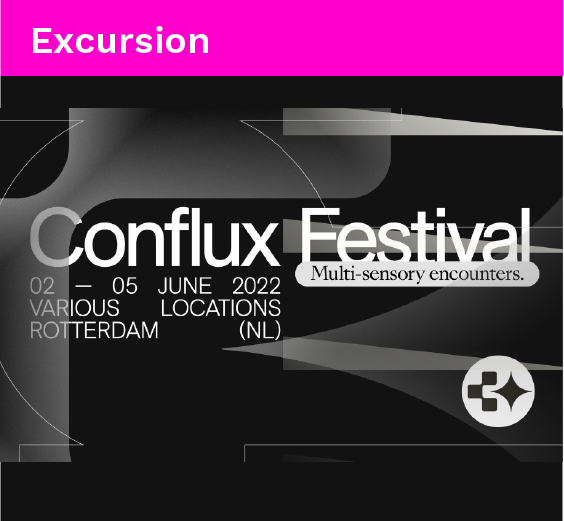 Excursion
Conflux Festival
Multi-sensory encounters.
02 — 05 JUNE 2022
VARIOUS LOCATIONS
ROTTERDAM (NL)